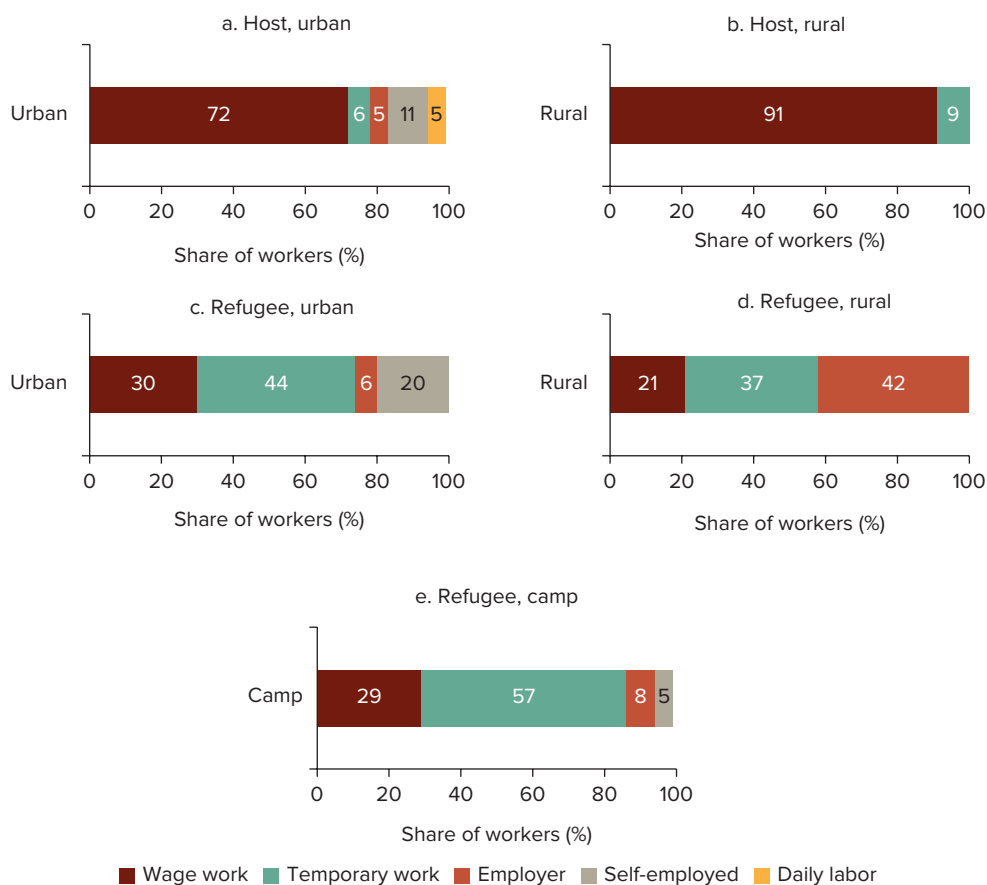 a. Host, urban
Urban
72
6
5
11
5
0 20 40 60 80 100
Share of workers (%)
b. Host, rural
Rural
91
9
0 20 40 60 80 100
Share of workers (%)
c. Refugee, urban
Urban
30
44
6
20
0 20 40 60 80 100
Share of workers (%)
d. Refugee, rural
Rural
21
37
42
0 20 40 60 80 100
Share of workers (%)
e. Refugee, camp
Camp
29
57
8
5
0 20 40 60 80 100
Share of workers (%)
Wage work Temporary work Employer Self-employed Daily labor